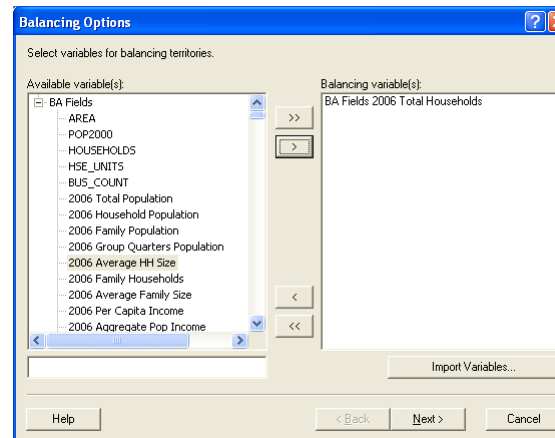 Balancing Options
?
Select variables for balancing territories.
Available variable(s):
BA Fields
AREA
POP2000
HOUSEHOLDS
HSE_UNITS
BUS_COUNT
2006 Total Population
2006 Household Population
2006 Family Population
2006 Group Quarters Population
2006 Average HH Size
2006 Family Households
2006 Average Family Size
2006 Per Capita Income
2006 Aggregate Pop Income
>>
>
<
<<
Balancing variable(s):
BA Fields 2006 Total Households
Import Variables...
Help
< Back
Next >
Cancel